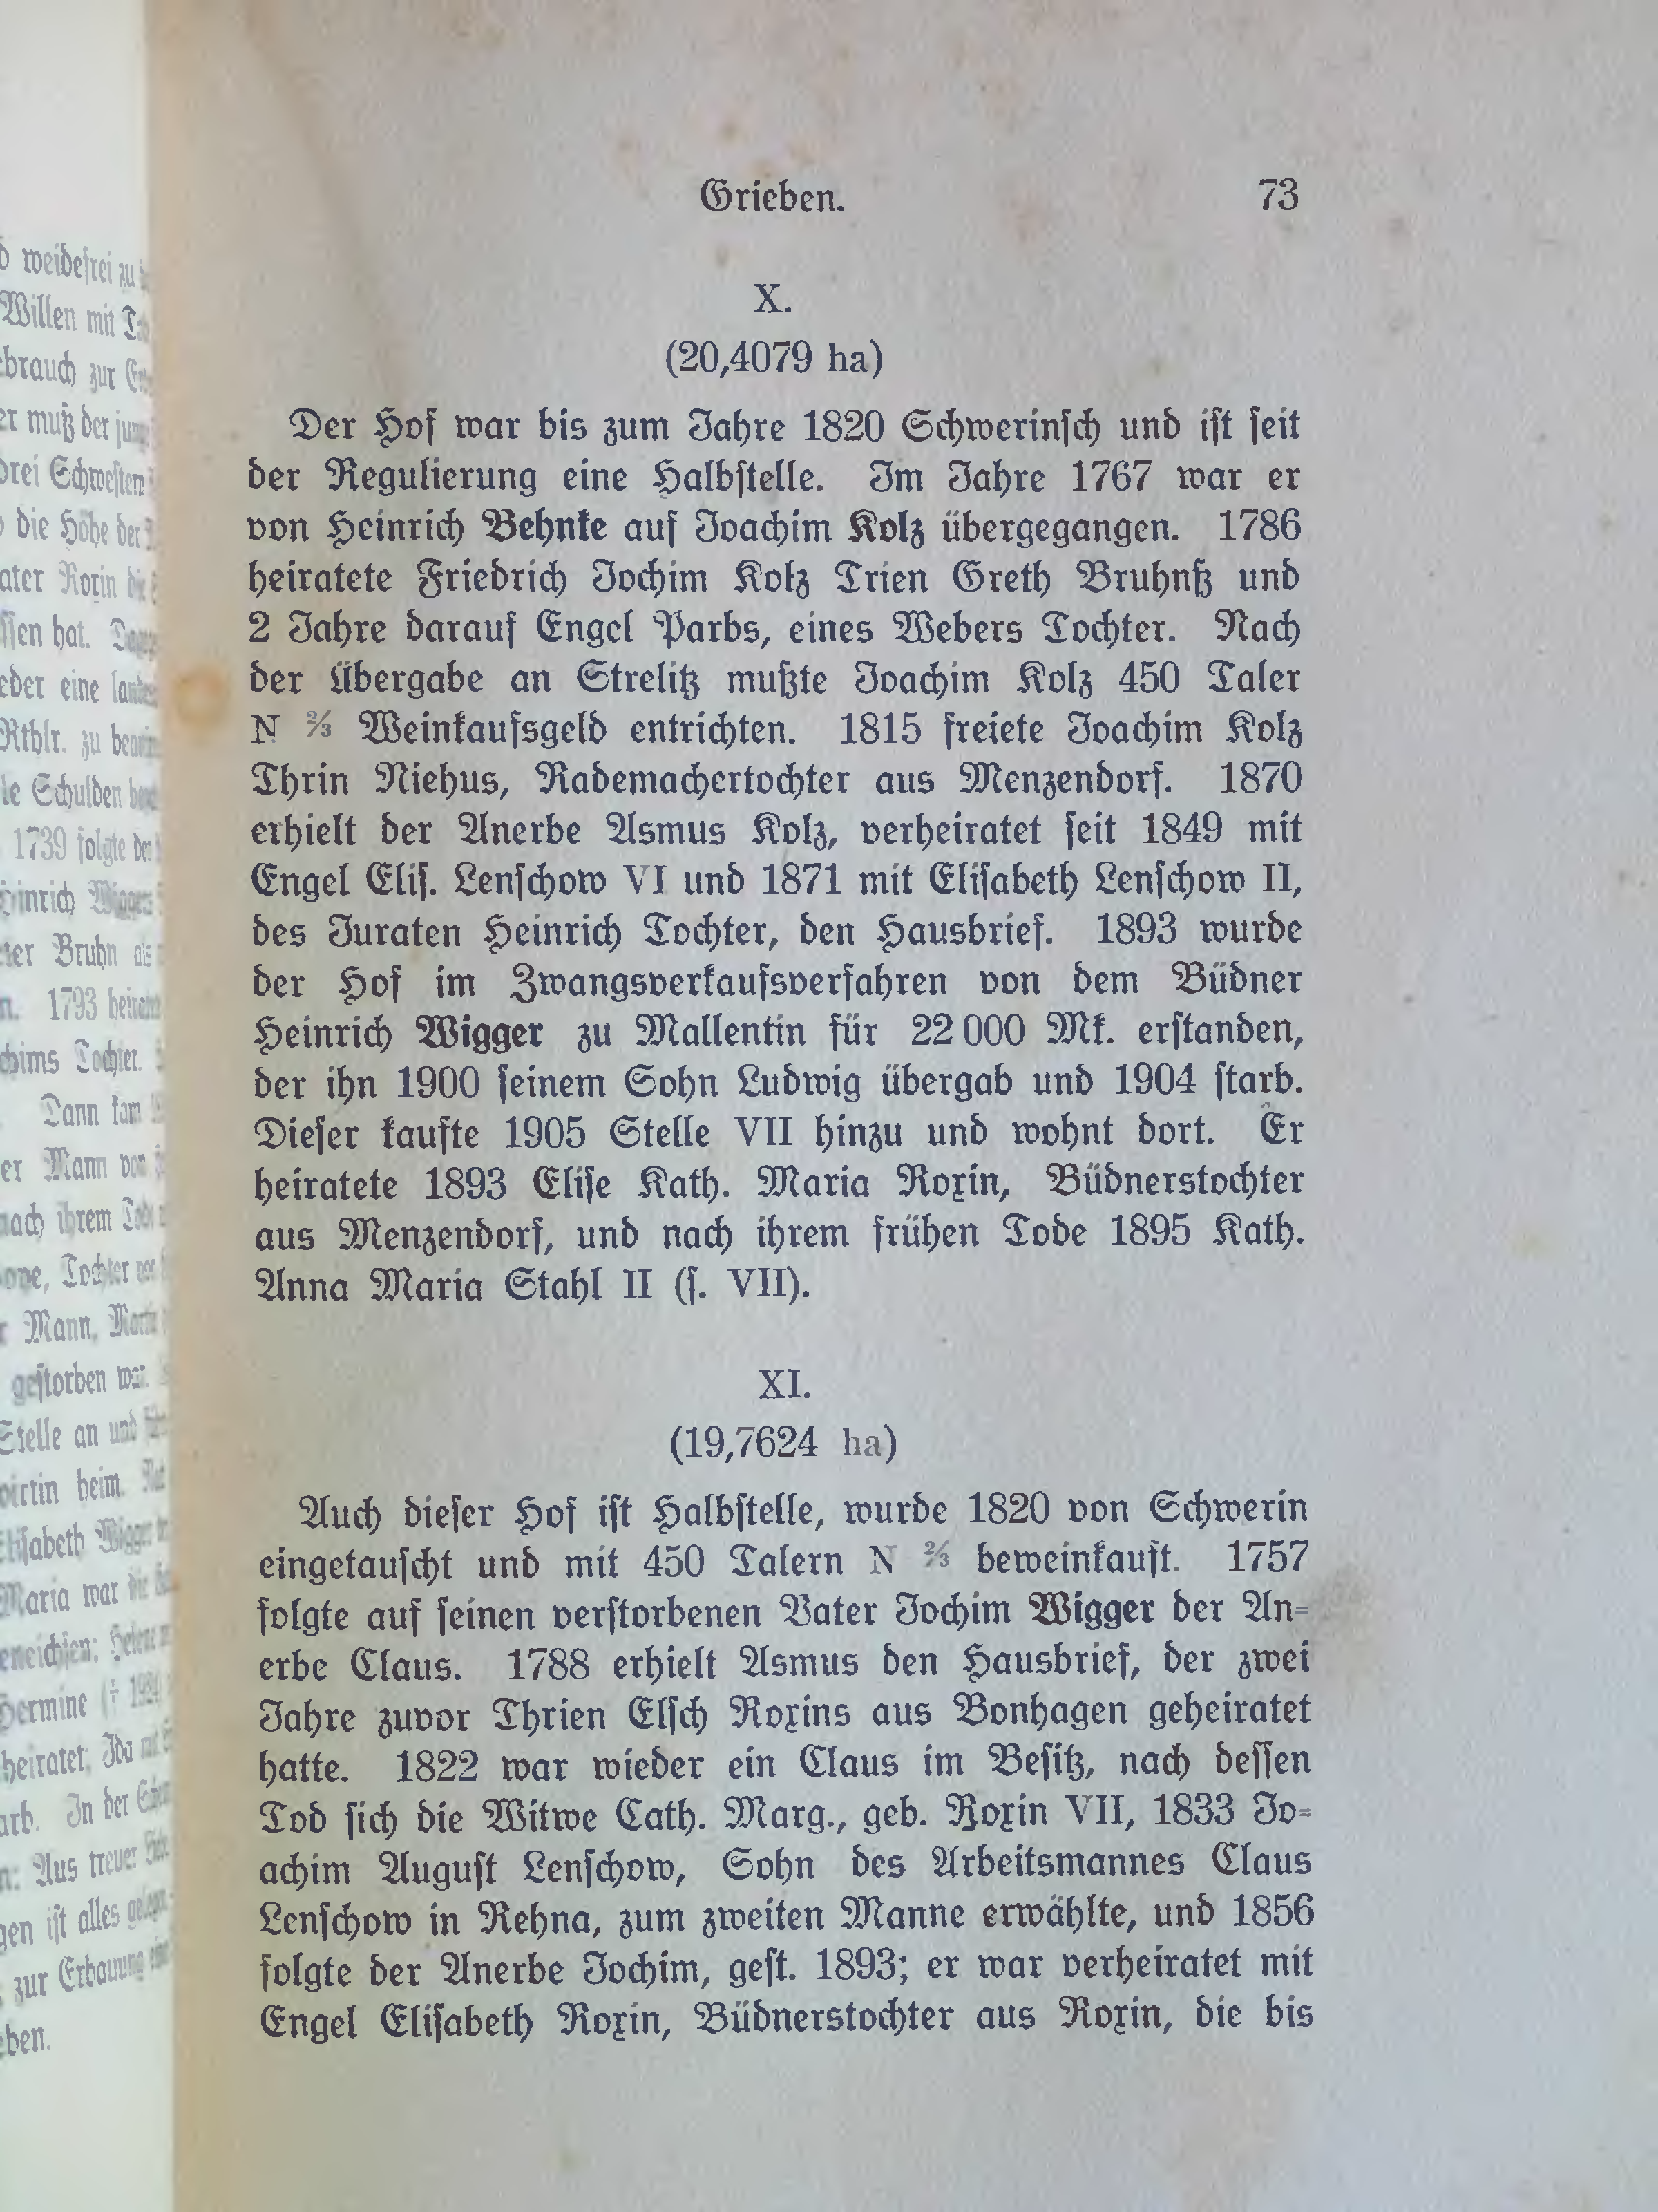 Grieben. 73
X.
(20,4079 ha)
Der Hof war bis zum Jahre 1820 Schwerinsch und ist seit
der Regulierung eine Halbstelle. Im Jahre 1767 war er
von Heinrich Behnke auf Joachim Kolz übergegangen. 1786
heiratete Friedrich Jochim Kolz Trien Greth Bruhnß und
2 Jahre darauf Engel Parbs, eines Webers Tochter. Nach
der Übergabe an Strelitz mußte Joachim Kolz 450 Taler
N ⅔ Weinkaufsgeld entrichten. 1815 freiete Joachim Kolz
Thrin Niehus, Rademachertochter aus Menzendorf. 1870
erhielt der Anerbe Asmus Kolz, verheiratet seit 1849 mit
Engel Elis. Lenschow VI und 1871 mit Elisabeth Lenschow II,
des Juraten Heinrich Tochter, den Hausbrief. 1893 wurde
der Hof im Zwangsverkaufsverfahren von dem Büdner
Heinrich Wigger zu Mallentin für 22 000 Mk. erstanden,
der ihn 1900 seinem Sohn Ludwig übergab und 1904 starb.
Dieser kaufte 1905 Stelle VII hinzu und wohnt dort. Er
heiratete 1893 Elise Kath. Maria Roxin, Büdnerstochter
aus Menzendorf, und nach ihrem frühen Tode 1895 Kath.
Anna Maria Stahl II (s. VII).
XI.
(19,7624 ha)
Auch dieser Hof ist Halbstelle, wurde 1820 von Schwerin
eingetauscht und mit 450 Talern N ⅔ beweinkauft. 1757
folgte auf seinen verstorbenen Vater Jochim Wigger der An-
erbe Claus. 1788 erhielt Asmus den Hausbrief, der zwei
Jahre zuvor Thrien Elsch Roxins aus Bonhagen geheiratet
hatte. 1822 war wieder ein Claus im Besitz, nach dessen
Tod sich die Witwe Cath. Marg., geb. Roxin VII, 1833 Jo-
achim August Lenschow, Sohn des Arbeitsmannes Claus
Lenschow in Rehna, zum zweiten Manne erwählte, und 1856
folgte der Anerbe Jochim, gest. 1893; er war verheiratet mit
Engel Elisabeth Roxin, Büdnerstochter aus Roxin, die bis